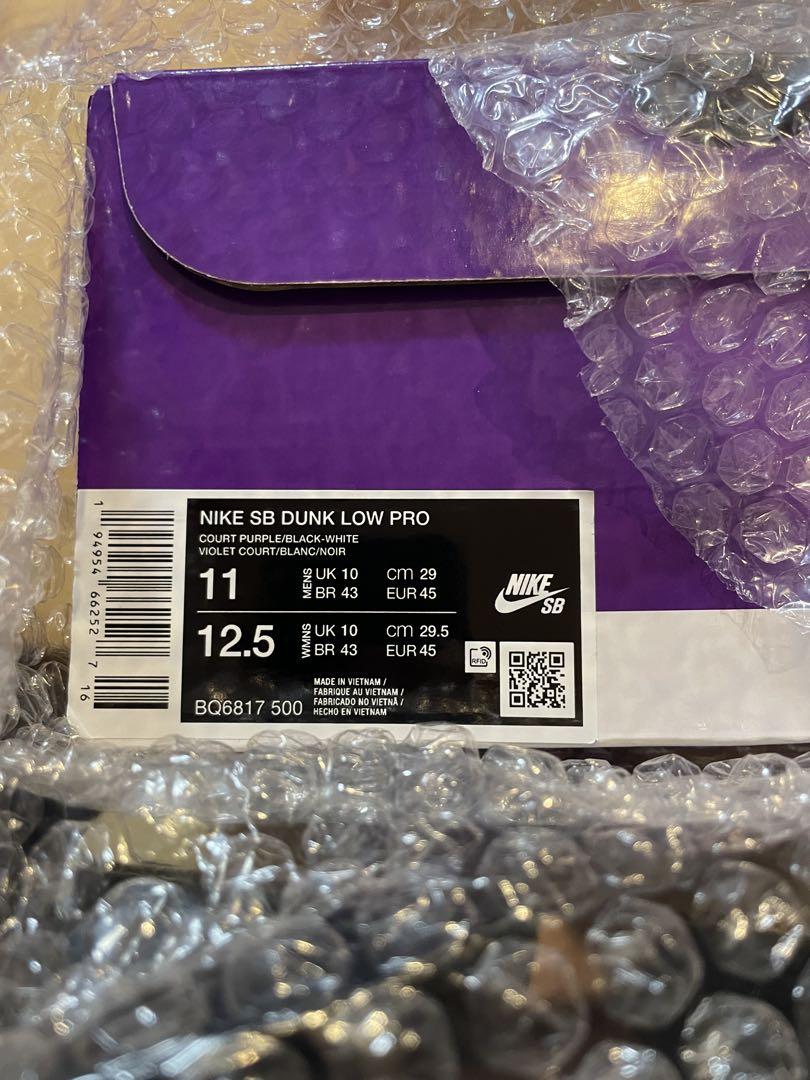 NIKE SB DUNK LOW PRO
COURT PURPLE/BLACK-WHITE
VIOLET COURT/BLANC/NOIR
11 MENS UK 10 cm 29
BR 43 EUR 45
12.5 WMNS UK 10 cm 29.5
BR 43 EUR 45
NIKE
SB
RFID
BQ6817 500
MADE IN VIETNAM /
FABRIQUE AU VIETNAM /
FABRICADO NO VIETNÃ /
HECHO EN VIETNAM
1 94954 66252 7 16